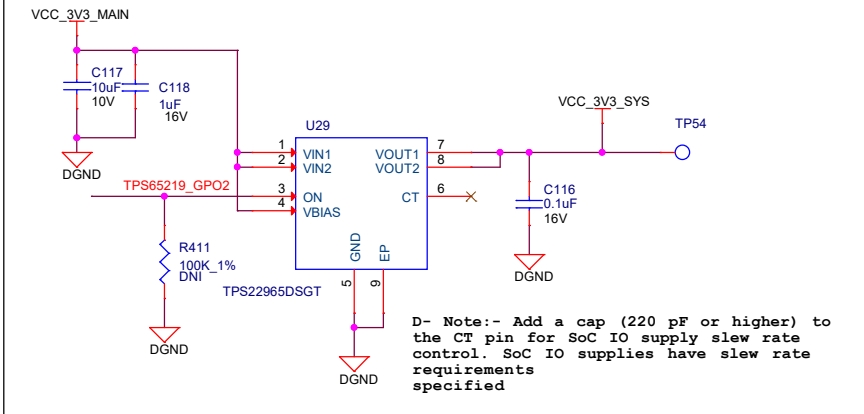 VCC_3V3_MAIN
C117
10uF
10V
C118
1uF
16V
DGND
U29
VCC_3V3_SYS
TP54
1
VIN1
VOUT1
7
2
VIN2
VOUT2
8
TPS65219_GPO2
3
ON
CT
6
4
VBIAS
C116
0.1uF
16V
R411
100K_1%
DNI
GND
EP
5
9
TPS22965DSGT
DGND
DGND
DGND
D- Note:- Add a cap (220 pF or higher) to
the CT pin for SoC IO supply slew rate
control. SoC IO supplies have slew rate
requirements
specified